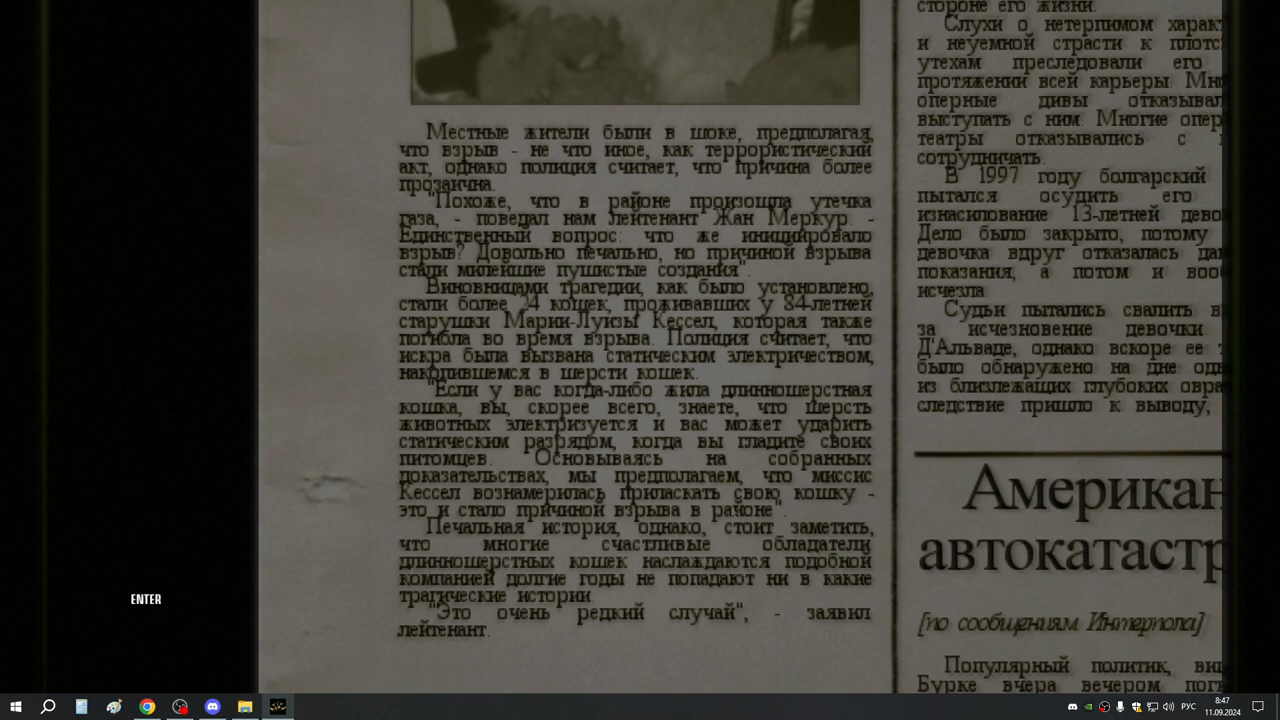 Местные жители были в шоке, предполагая,
что взрыв - не что иное, как террористический
акт, однако полиция считает, что причина более
прозаична.
"Похоже, что в районе произошла утечка
газа, - поведал нам лейтенант Жан Меркур. -
Единственный вопрос: что же инициировало
взрыв? Довольно печально, но причиной взрыва
стали милейшие пушистые создания".
Виновницами трагедии, как было установлено,
стали более 24 кошек, проживавших у 84-летней
старушки Марии-Луизы Кессел, которая также
погибла во время взрыва. Полиция считает, что
искра была вызвана статическим электричеством,
накопившемся в шерсти кошек.
"Если у вас когда-либо жила длинношерстная
кошка, вы, скорее всего, знаете, что шерсть
животных электризуется и вас может ударить
статическим разрядом, когда вы гладите своих
питомцев. Основываясь на собранных
доказательствах, мы предполагаем, что миссис
Кессел вознамерилась приласкать свою кошку -
это и стало причиной взрыва в районе".
Печальная история, однако, стоит заметить,
что многие счастливые обладатели
длинношерстных кошек наслаждаются подобной
компанией долгие годы не попадают ни в какие
трагические истории.
"Это очень редкий случай", - заявил
лейтенант.
стороне его жизни.
Слухи о нетерпимом характ
и неуемной страсти к плотс
утехам преследовали его
протяжении всей карьеры. Мно
оперные дивы отказывал
выступать с ним. Многие опер
театры отказывались с
сотрудничать.
В 1997 году болгарский
пытался осудить его
изнасилование 13-летней дево
Дело было закрыто, потому
девочка вдруг отказалась да
показания, а потом и вооб
исчезла.
Судьи пытались свалить в
за исчезновение девочки
Д'Альваде, однако вскоре ее т
было обнаружено на дне одн
из близлежащих глубоких овра
следствие пришло к выводу,
Американ
автокатастр
[по сообщениям Интерпола]
Популярный политик, виц
Бурке вчера вечером поги
ENTER
РУС
8:47
11.09.2024